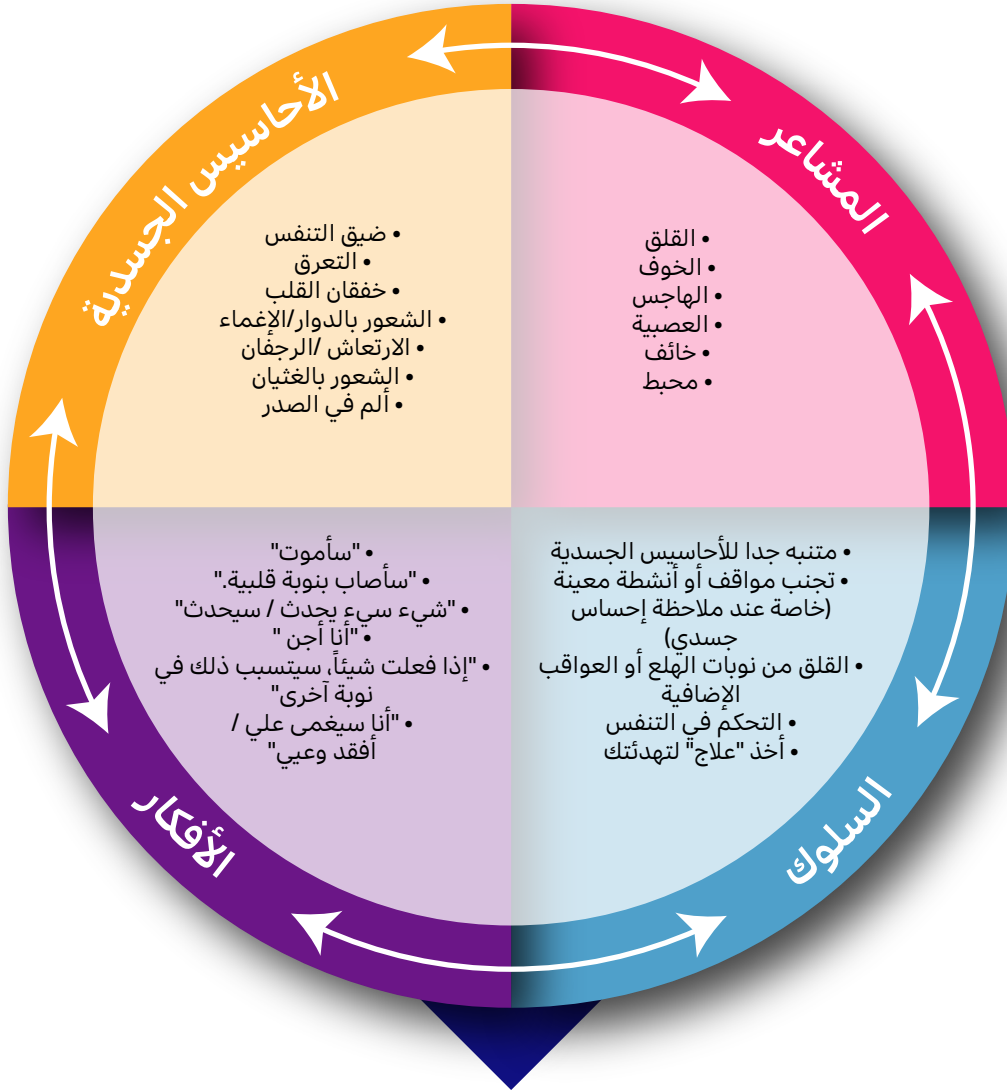 المشاعر
• القلق
• الخوف
• الهاجس
• العصبية
• خائف
• محبط
الأحاسيس الجسدية
• ضيق التنفس
• التعرق
• خفقان القلب
• الشعور بالدوار/الإغماء
• الارتعاش /الرجفان
• الشعور بالغثيان
• ألم في الصدر
السلوك
• متنبه جدا للأحاسيس الجسدية
• تجنب مواقف أو أنشطة معينة
(خاصة عند ملاحظة إحساس
جسدي)
• القلق من نوبات الهلع أو العواقب
الإضافية
• التحكم في التنفس
• أخذ "علاج" لتهدئتك
الأفكار
• "سأموت"
• "سأصاب بنوبة قلبية."
• "شيء سيء يحدث / سيحدث"
• "أنا أجن "
• "إذا فعلت شيئاً، سيتسبب ذلك في
نوبة أخرى"
• "أنا سيغمى علي /
أفقد وعيي"